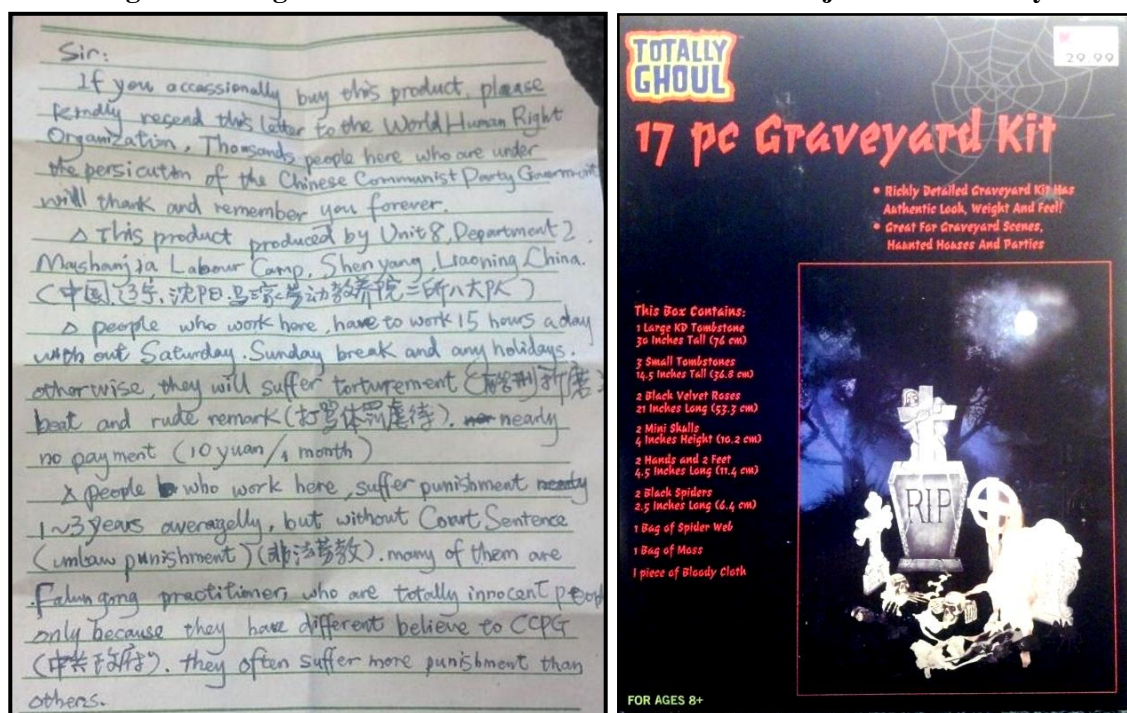 Sir:
If you accassionally buy this product, please
kindly resend this letter to the World Human Right
Organization, Thousands people here who are under
the persicution of the Chinese Communist Party Government
will thank and remember you forever.
△ This product produced by Unit 8, Department 2,
Mashanjia Labour Camp, Shen yang, Liaoning China.
(中国, 辽宁, 沈阳, 马三家劳动教养院二所八大队)
△ people who work here, have to work 15 hours a day
with out Saturday, Sunday break and any holidays.
otherwise, they will suffer torturement (酷刑折磨)
beat and rude remark (打骂体罚虐待). nearly
no payment (10 yuan/1 month)
△ people who work here, suffer punishment
1~3 years averagelly, but without Court Sentence
(unlaw punishment) (非法劳教). many of them are
Falun gong practitioner, who are totally innocent people
only because they have different believe to CCPG
(中共政府). they often suffer more punishment than
others.
TOTALLY
GHOUL
29.99
17 pc Graveyard Kit
• Richly Detailed Graveyard Kit Has
Authentic Look, Weight And Feel!
• Great For Graveyard Scenes,
Haunted Houses And Parties
This Box Contains:
1 Large KD Tombstone
30 Inches Tall (76 cm)
3 Small Tombstones
14.5 Inches Tall (36.8 cm)
2 Black Velvet Roses
21 Inches Long (53.3 cm)
2 Mini Skulls
4 Inches Height (10.2 cm)
2 Hands and 2 Feet
4.5 Inches Long (11.4 cm)
2 Black Spiders
2.5 Inches Long (6.4 cm)
1 Bag of Spider Web
1 Bag of Moss
1 piece of Bloody Cloth
RIP
FOR AGES 8+